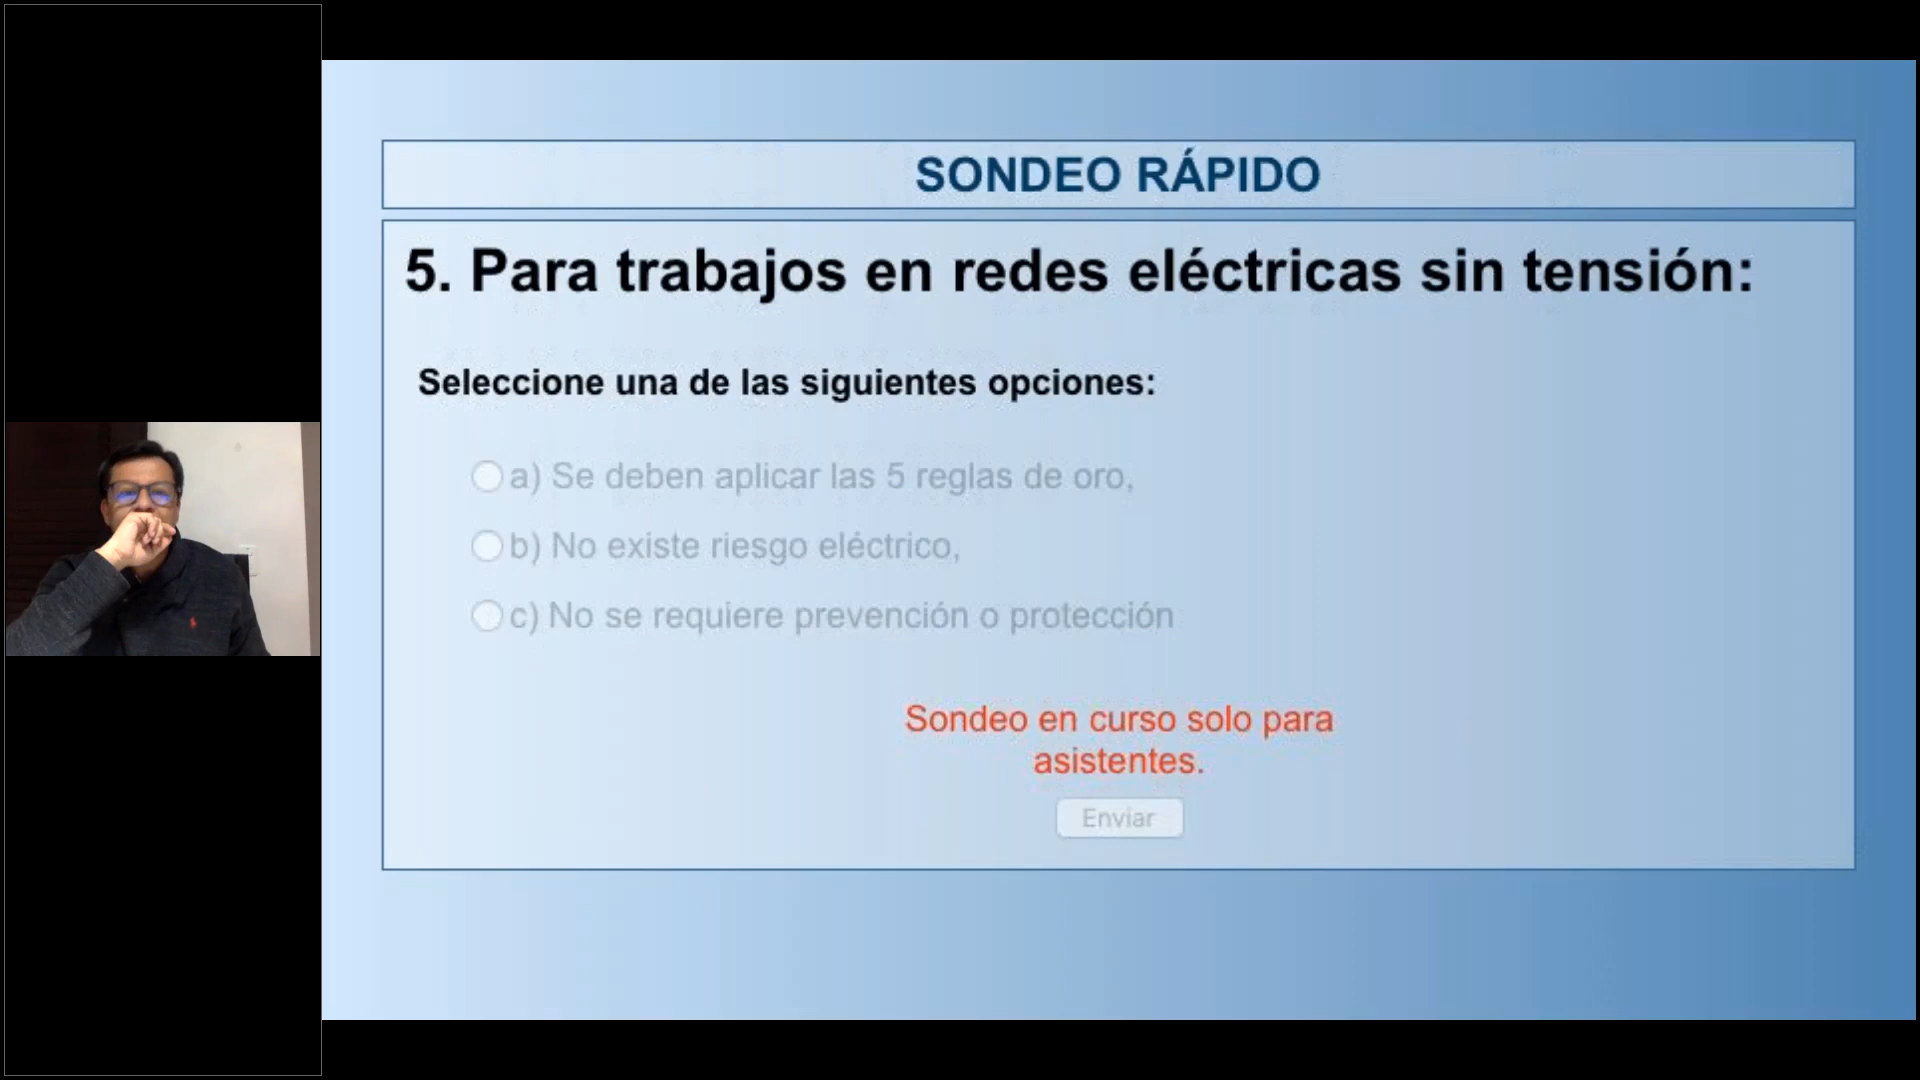 SONDEO RÁPIDO
5. Para trabajos en redes eléctricas sin tensión:
Seleccione una de las siguientes opciones:
a) Se deben aplicar las 5 reglas de oro,
b) No existe riesgo eléctrico,
c) No se requiere prevención o protección
Sondeo en curso solo para
asistentes.
Enviar